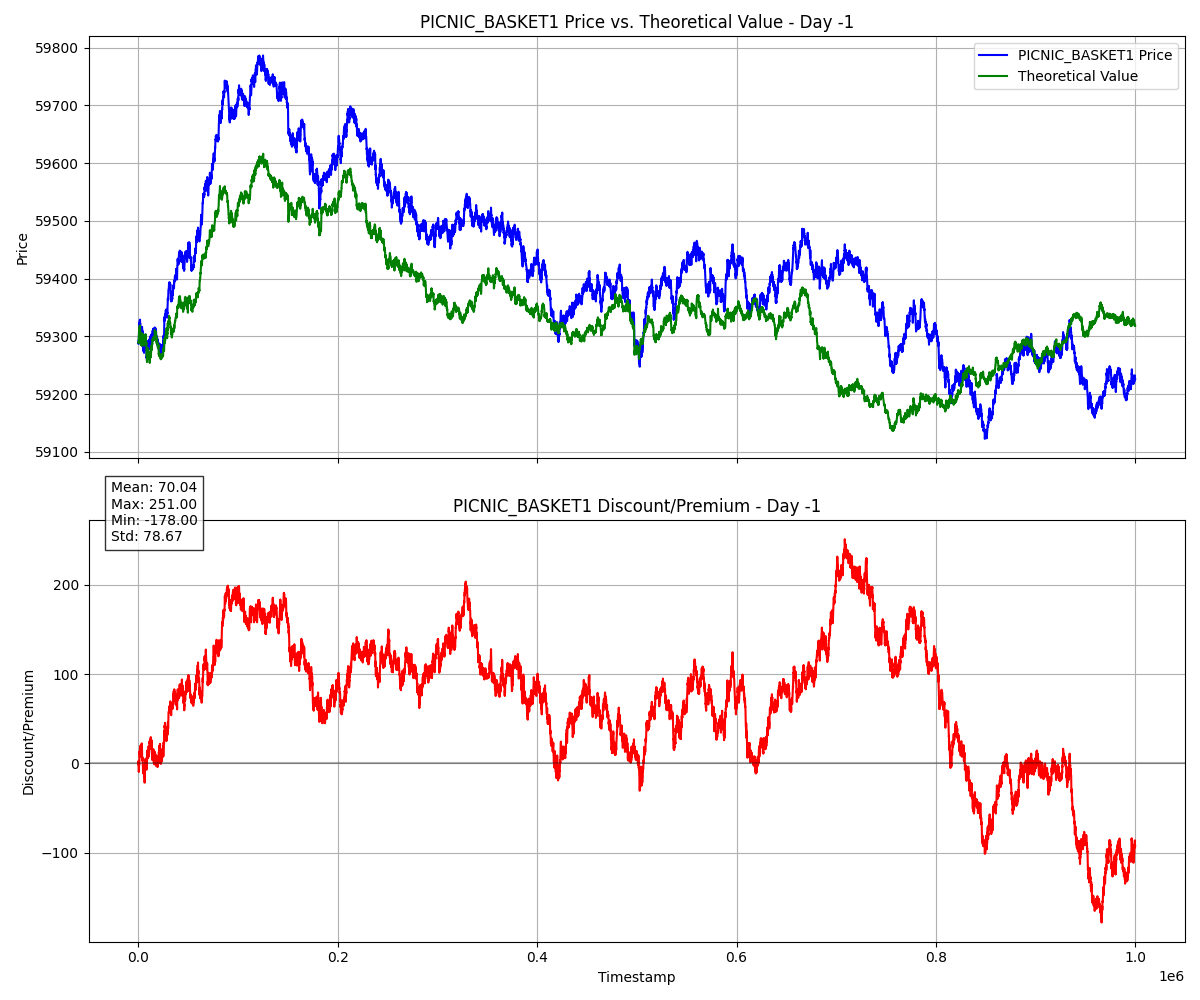 PICNIC_BASKET1 Price vs. Theoretical Value - Day -1
59800
59700
59600
59500
59400
59300
59200
59100
Price
PICNIC_BASKET1 Price
Theoretical Value
Mean: 70.04
Max: 251.00
Min: -178.00
Std: 78.67
PICNIC_BASKET1 Discount/Premium - Day -1
200
100
0
−100
Discount/Premium
0.0
0.2
0.4
0.6
0.8
1.0
1e6
Timestamp